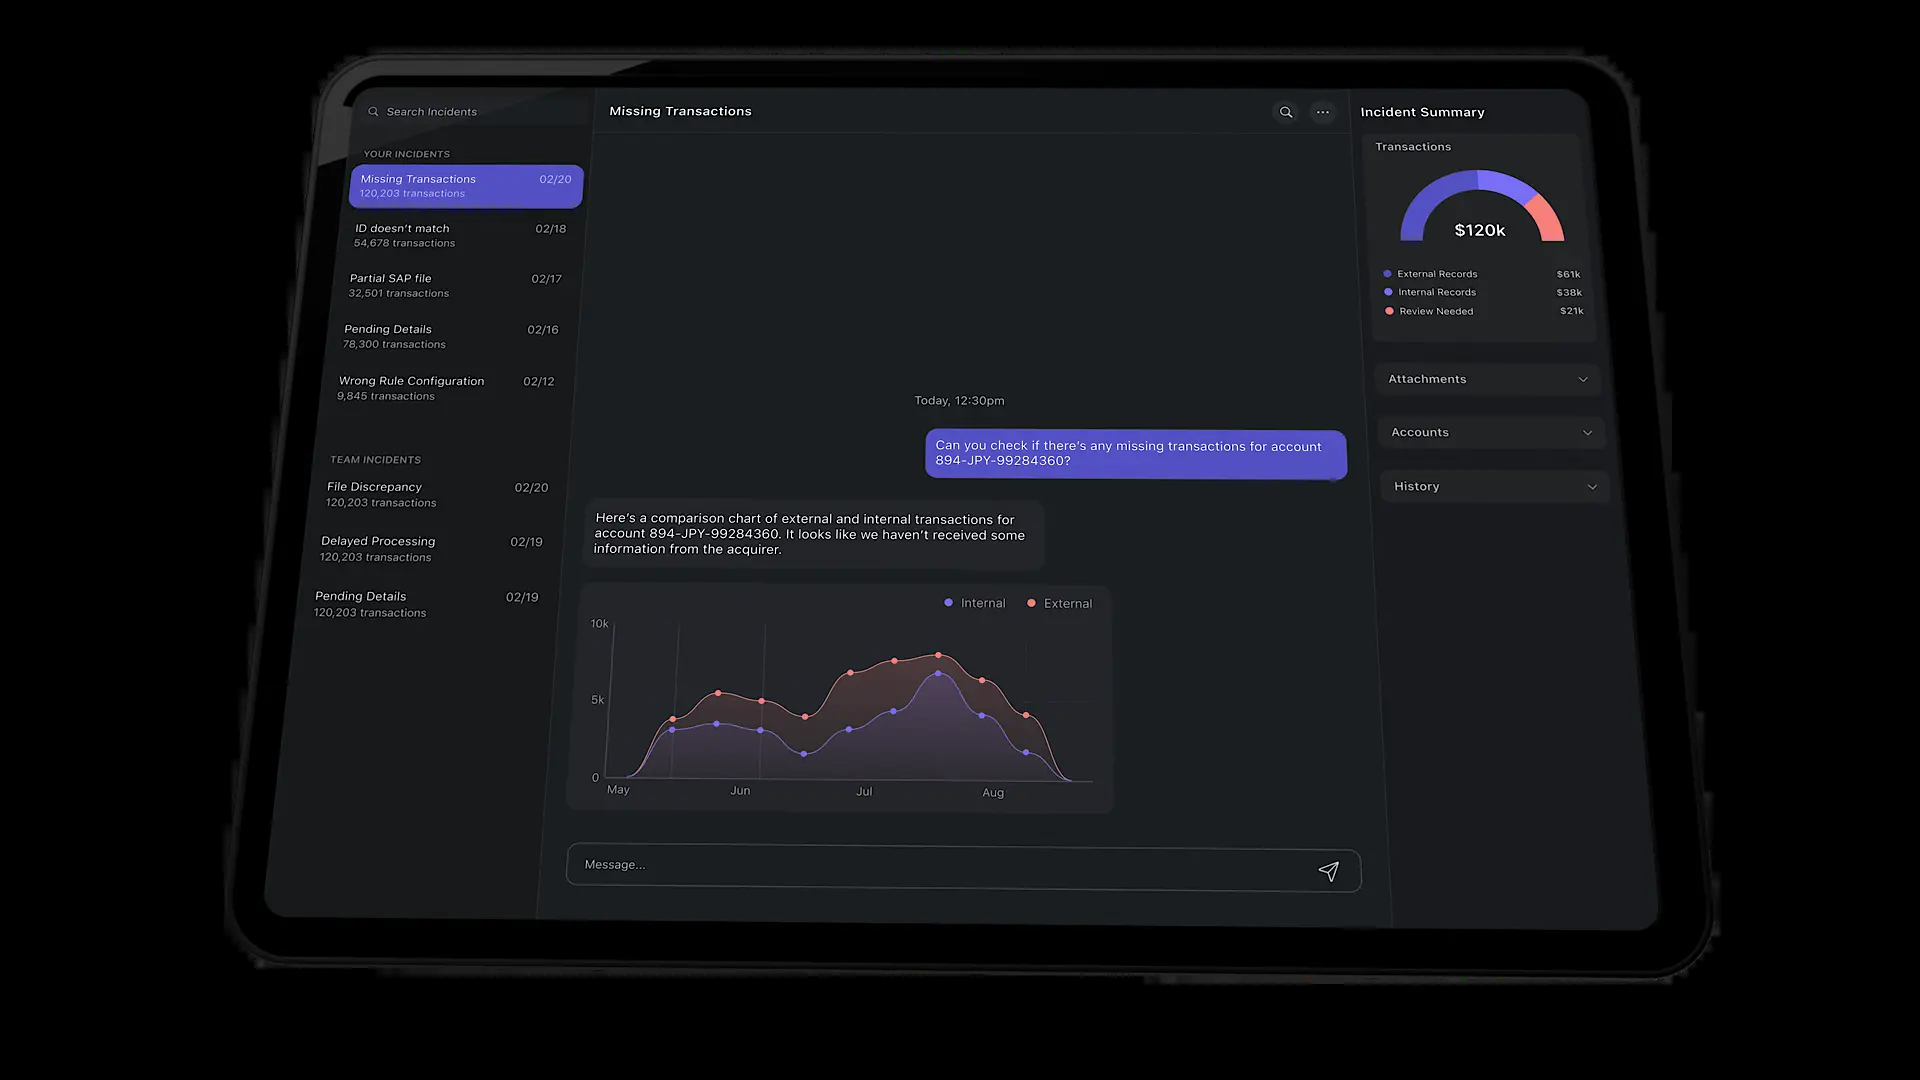 Search Incidents
YOUR INCIDENTS
Missing Transactions 02/20
120,203 transactions
ID doesn't match 02/18
54,678 transactions
Partial SAP file 02/17
32,501 transactions
Pending Details 02/16
78,300 transactions
Wrong Rule Configuration 02/12
9,845 transactions
TEAM INCIDENTS
File Discrepancy 02/20
120,203 transactions
Delayed Processing 02/19
120,203 transactions
Pending Details 02/19
120,203 transactions
Missing Transactions
Today, 12:30pm
Can you check if there's any missing transactions for account
894-JPY-99284360?
Here's a comparison chart of external and internal transactions for
account 894-JPY-99284360. It looks like we haven't received some
information from the acquirer.
Internal External
10k
5k
0
May Jun Jul Aug
Message...
Incident Summary
Transactions
$120k
External Records $61k
Internal Records $38k
Review Needed $21k
Attachments
Accounts
History